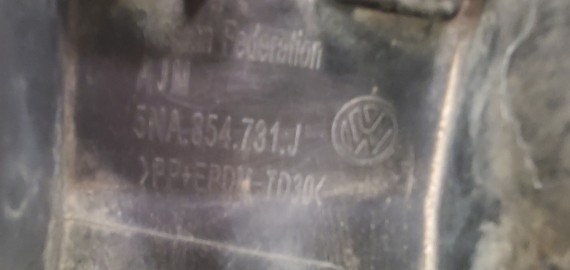 Federation
AJM
5NA.854.731.J
>PP+EPDM-TD30<